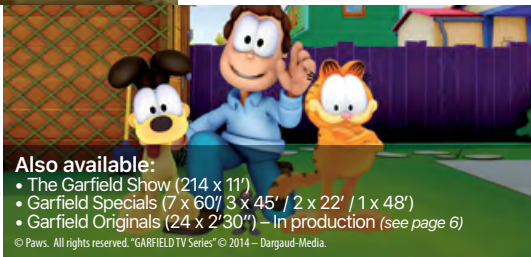 Also available:
• The Garfield Show (214 x 11’)
• Garfield Specials (7 x 60’/ 3 x 45’ / 2 x 22’ / 1 x 48’)
• Garfield Originals (24 x 2’30”) – In production (see page 6)
© Paws. All rights reserved. “GARFIELD TV Series” © 2014 – Dargaud-Media.